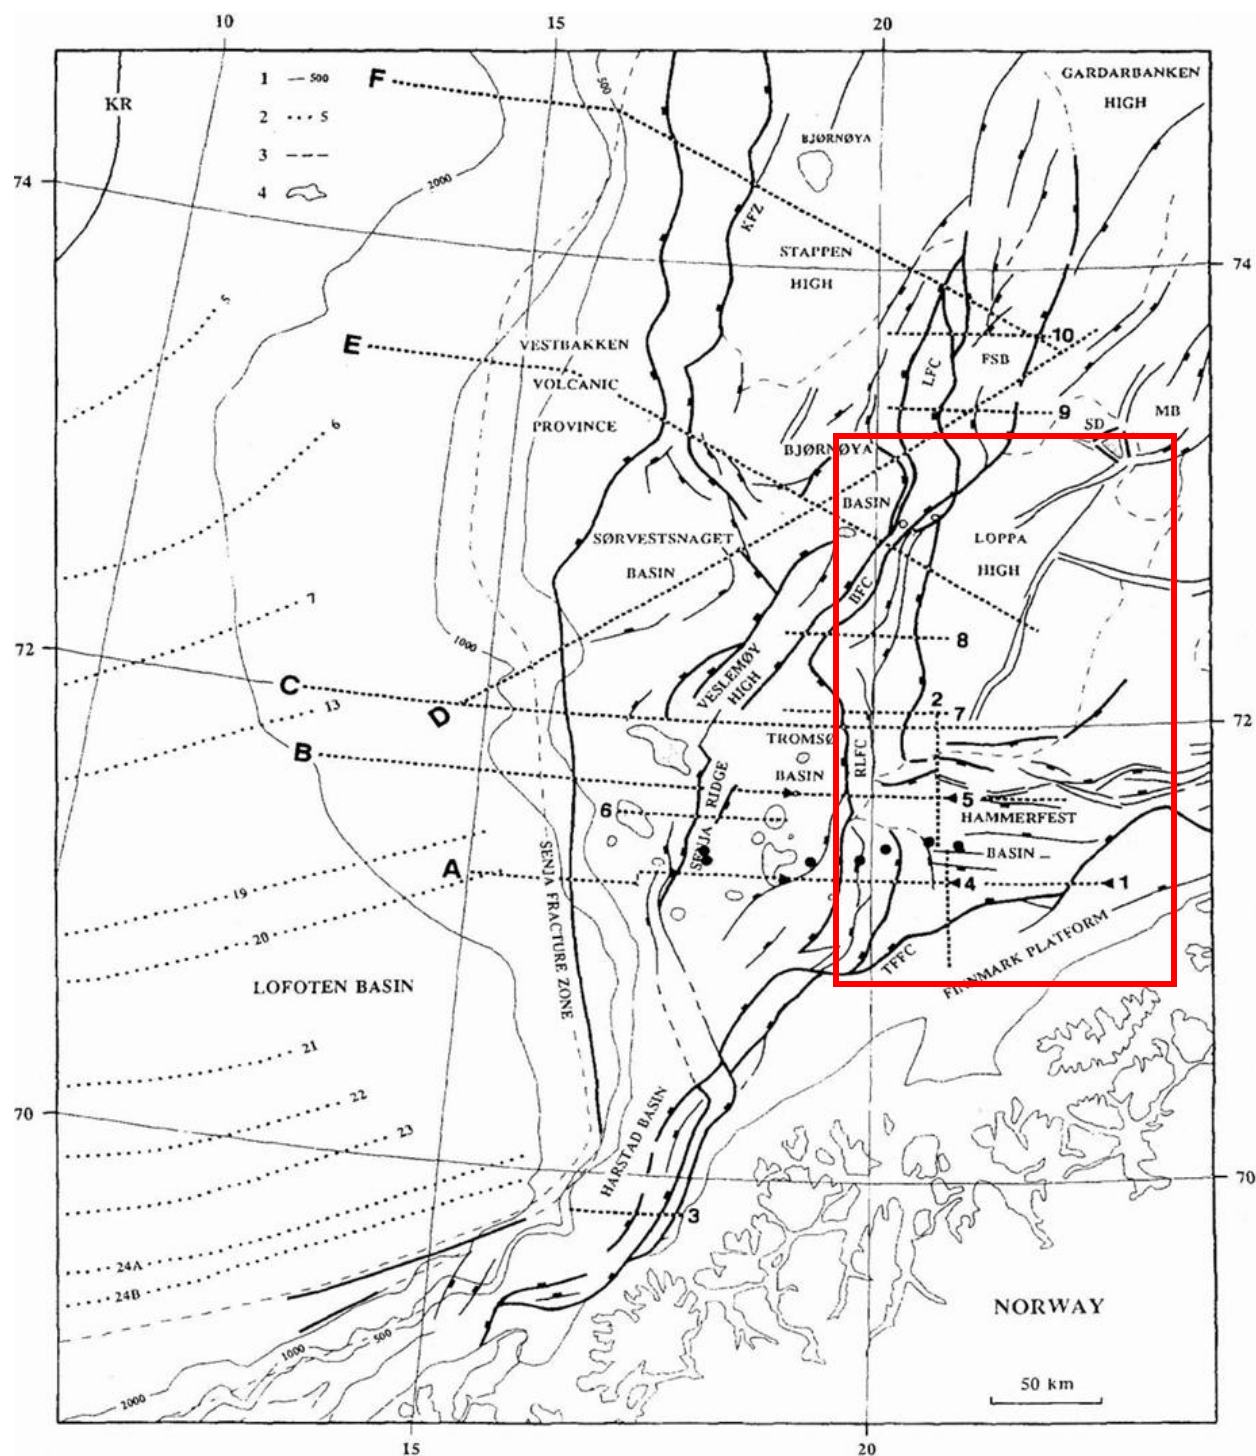 10 15 20
1 500
2 5
3
4
KR
F
GARDARBANKEN
HIGH
500
BJØRNØYA
74
2000
KFZ
STAPPEN
HIGH
74
5
E
VESTBAKKEN
VOLCANIC
PROVINCE
LFC
10
FSB
9
SD
MB
6
BJØRNØYA
BASIN
SØRVESTSNAGET
BASIN
LOPPA
HIGH
BFC
7
1000
8
72
C
D
VESLEMØY
HIGH
2
7
72
13
B
TROMSØ
BASIN
RLFC
RIDGE
SENJA
6
5
HAMMERFEST
BASIN
A
4
1
19
20
SENJA FRACTURE ZONE
TFFC
FINNMARK PLATFORM
LOFOTEN BASIN
21
22
23
70
HARSTAD BASIN
70
3
24A
24B
NORWAY
1000
500
2000
50 km
15 20